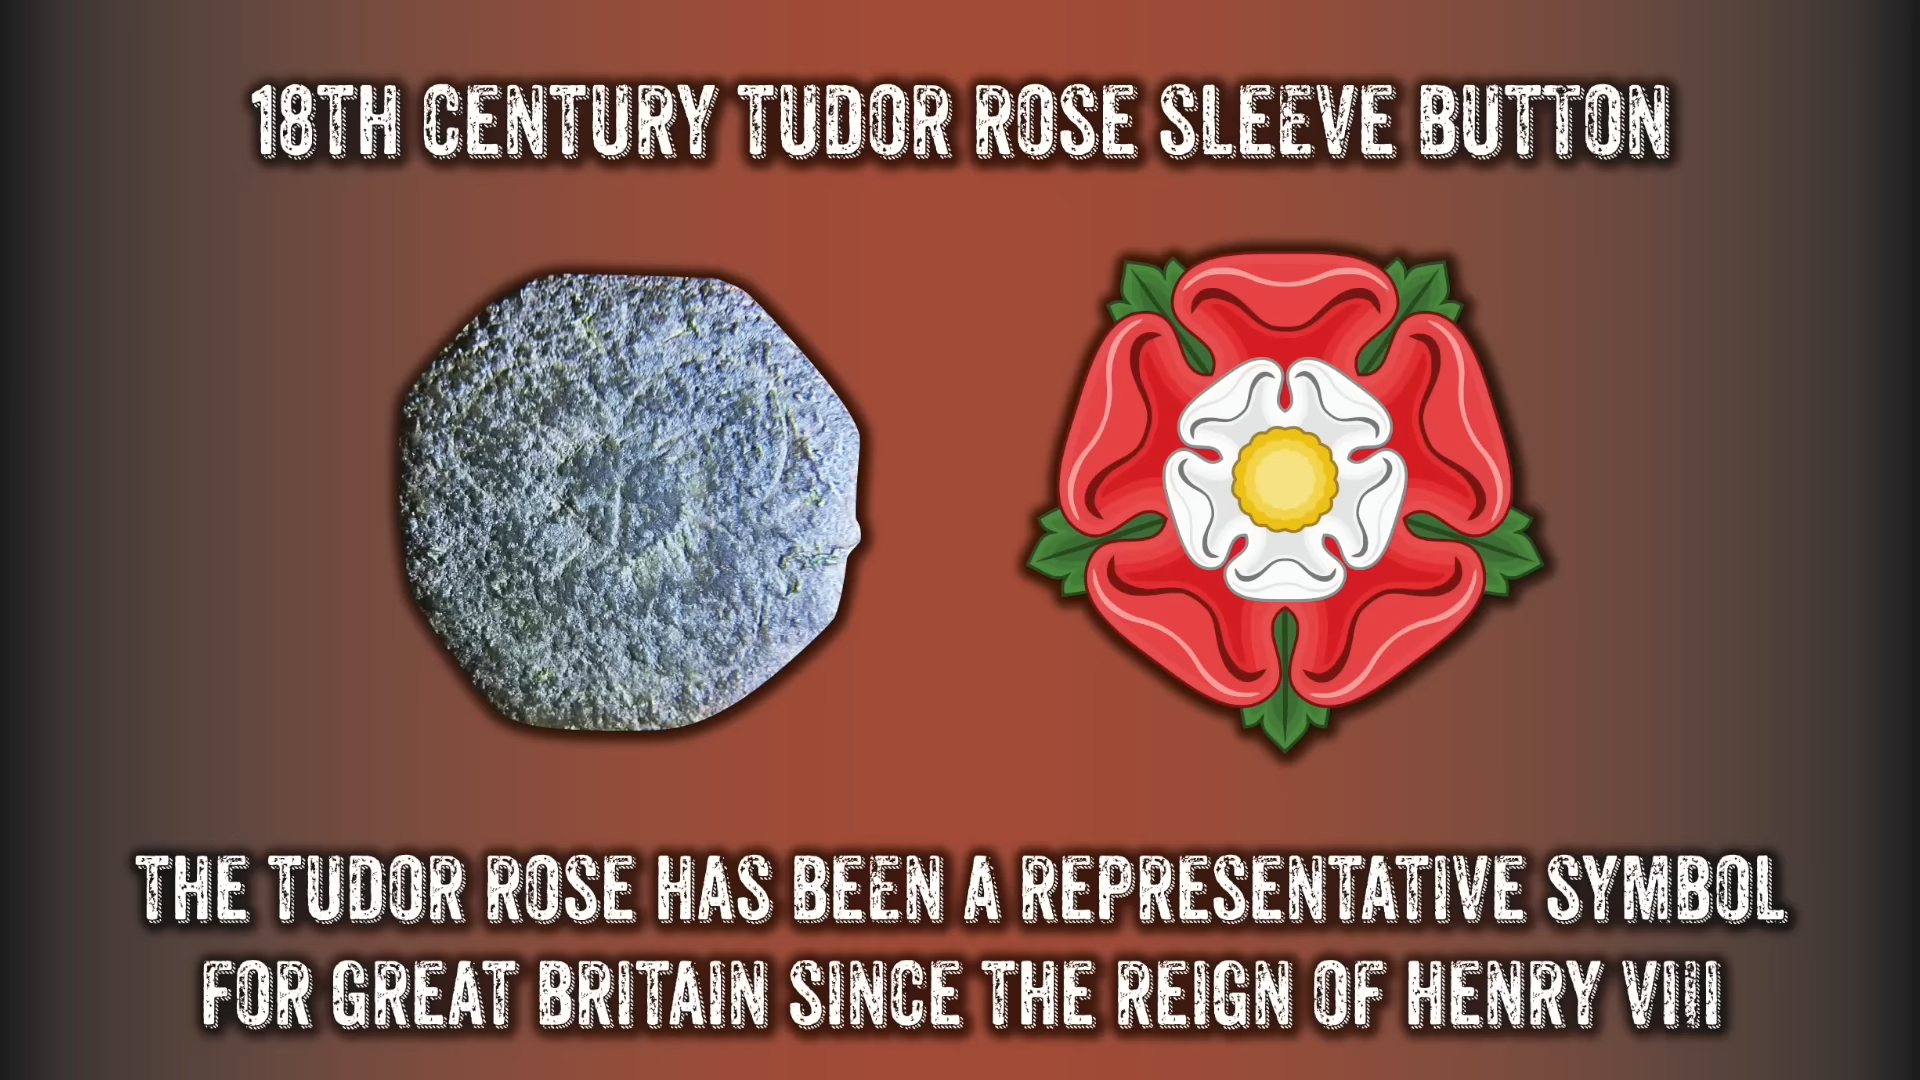 18TH CENTURY TUDOR ROSE SLEEVE BUTTON
THE TUDOR ROSE HAS BEEN A REPRESENTATIVE SYMBOL
FOR GREAT BRITAIN SINCE THE REIGN OF HENRY VIII